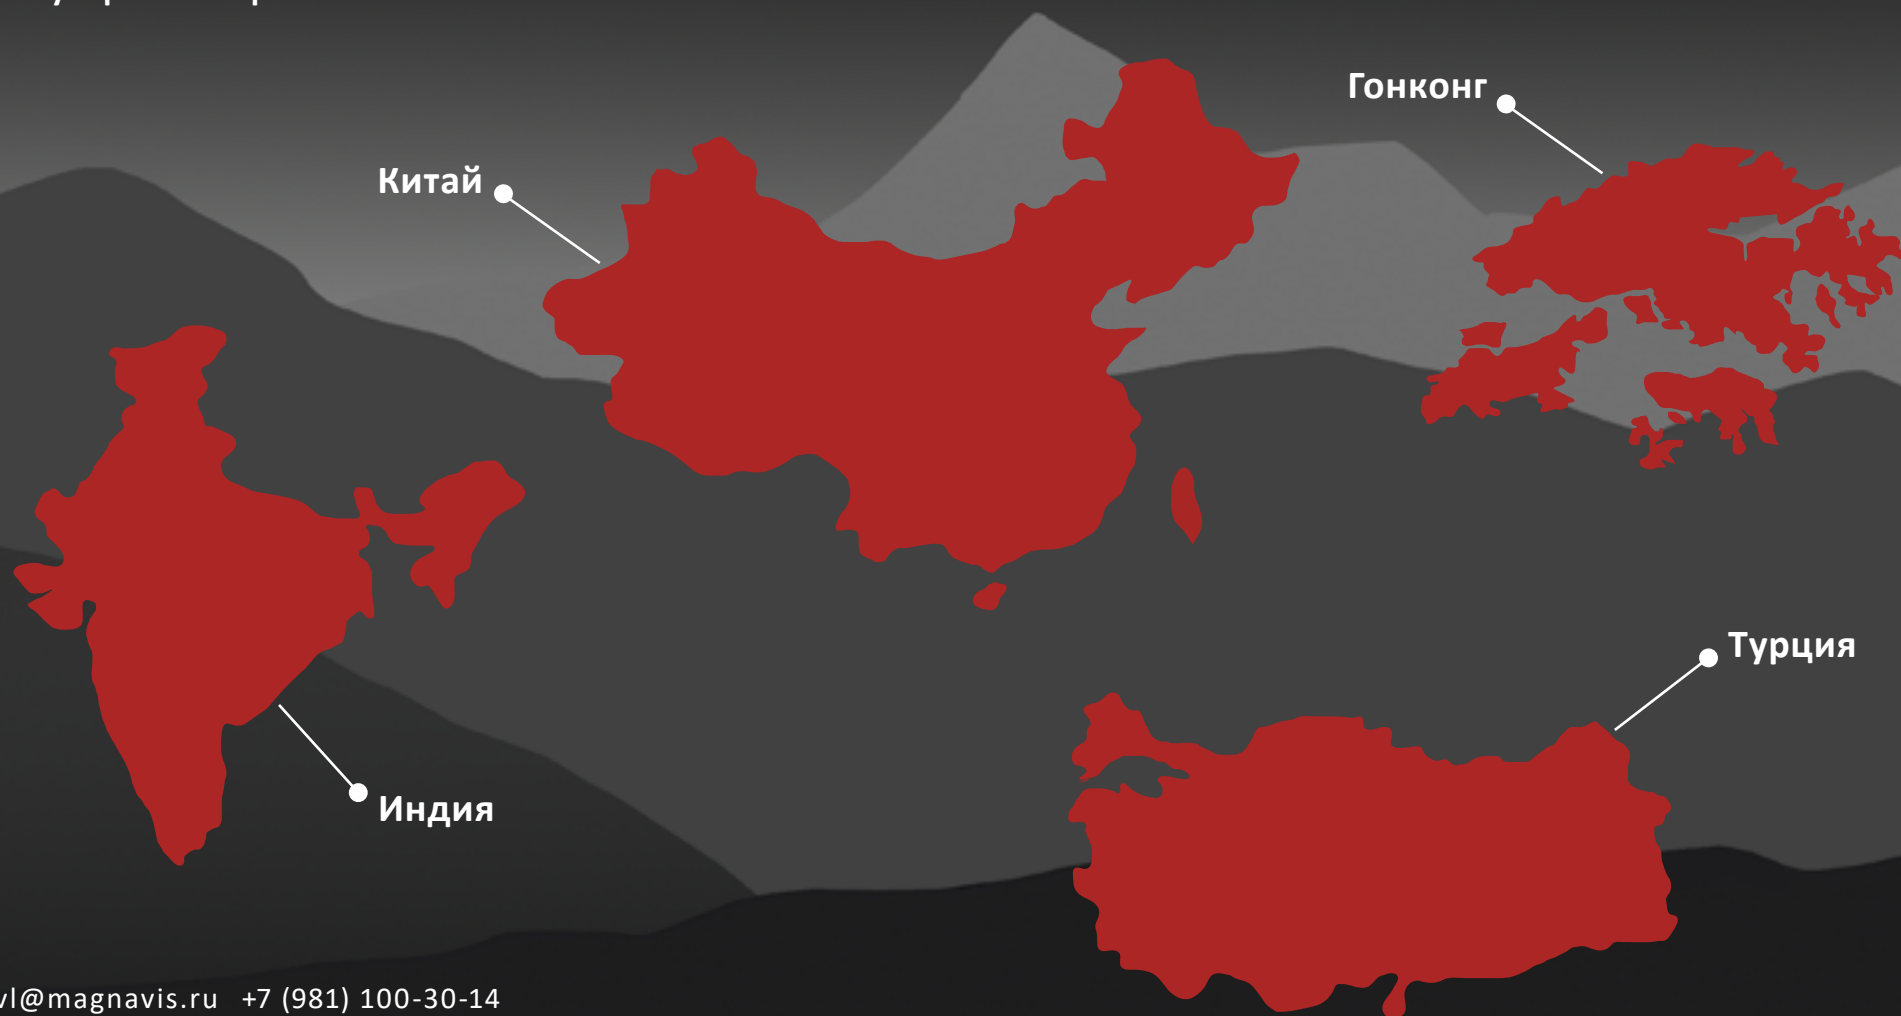 Гонконг
Китай
Турция
Индия
vl@magnavis.ru +7 (981) 100-30-14